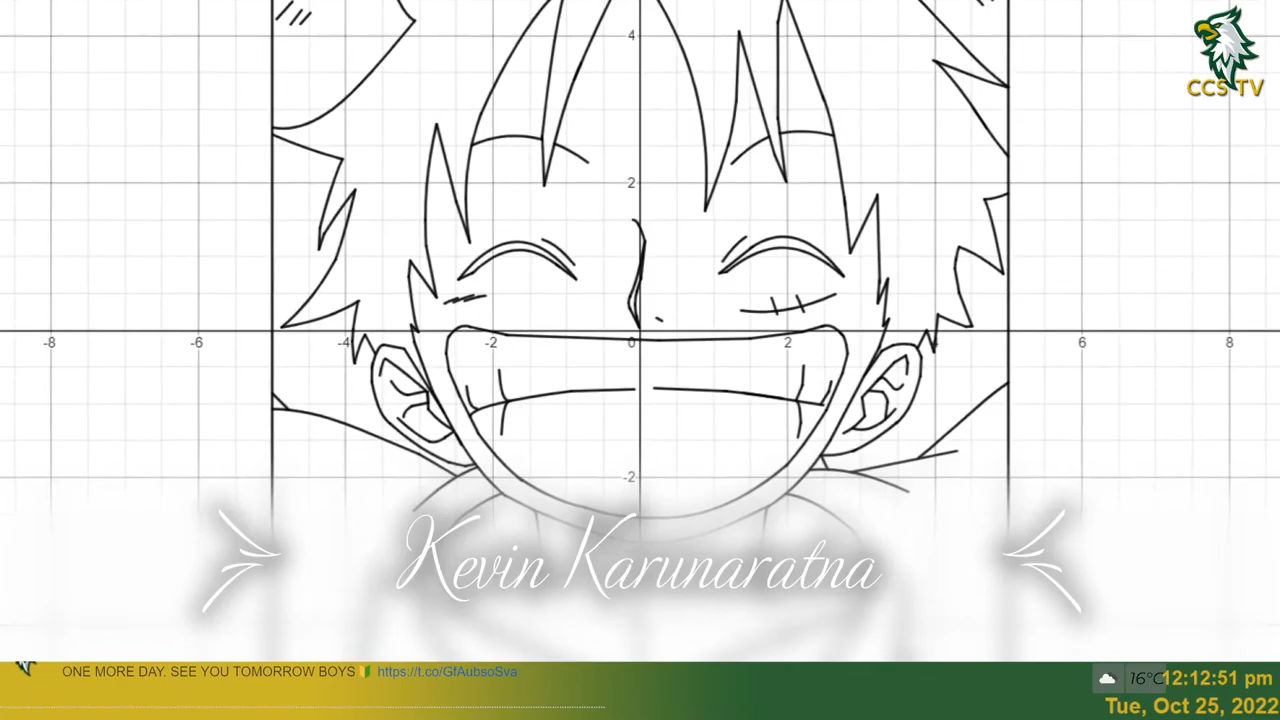 4
CCS TV
2
-8
-6
-4
-2
0
2
6
8
-2
Kevin Karunaratna
ONE MORE DAY. SEE YOU TOMORROW BOYS🔰 https://t.co/GfAubsoSva
16°C
12:12:51 pm
Tue, Oct 25, 2022